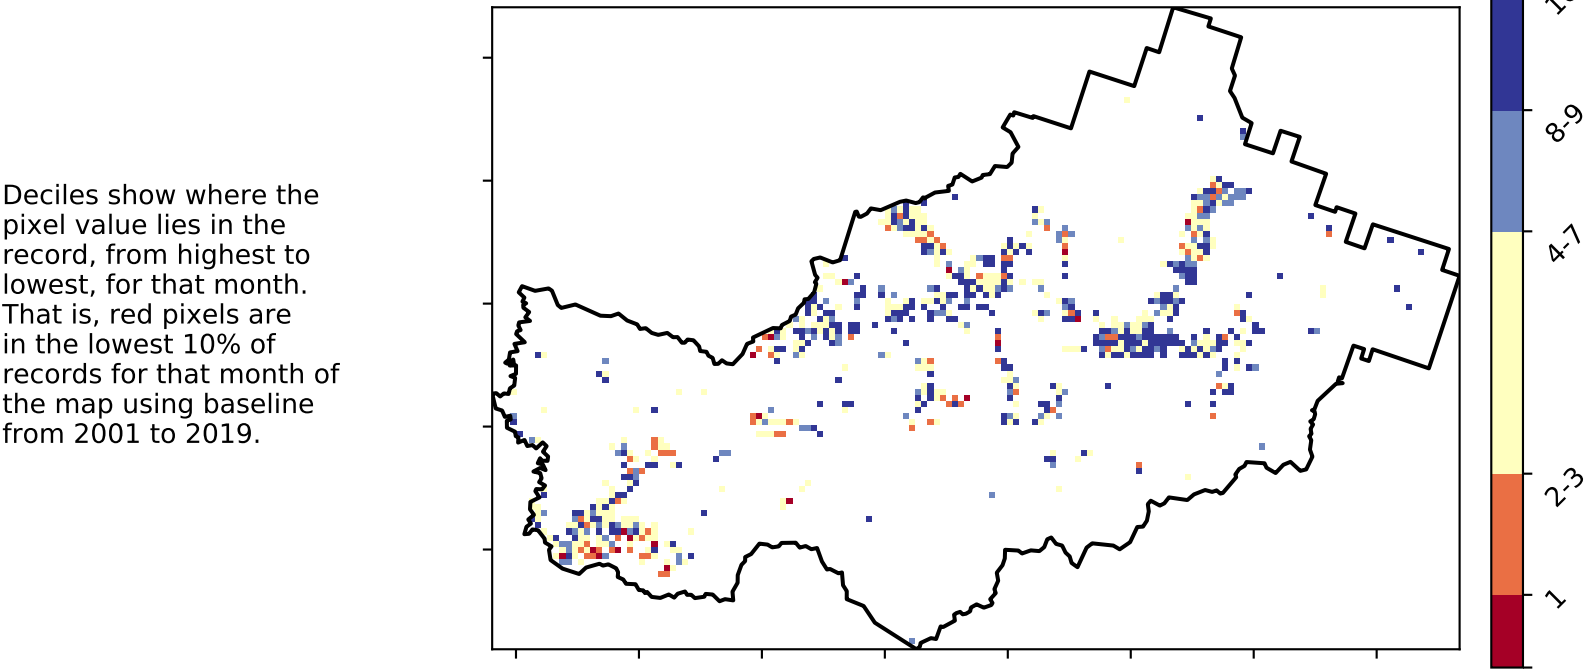 Deciles show where the
pixel value lies in the
record, from highest to
lowest, for that month.
That is, red pixels are
in the lowest 10% of
records for that month of
the map using baseline
from 2001 to 2019.
8-9
4-7
2-3
1